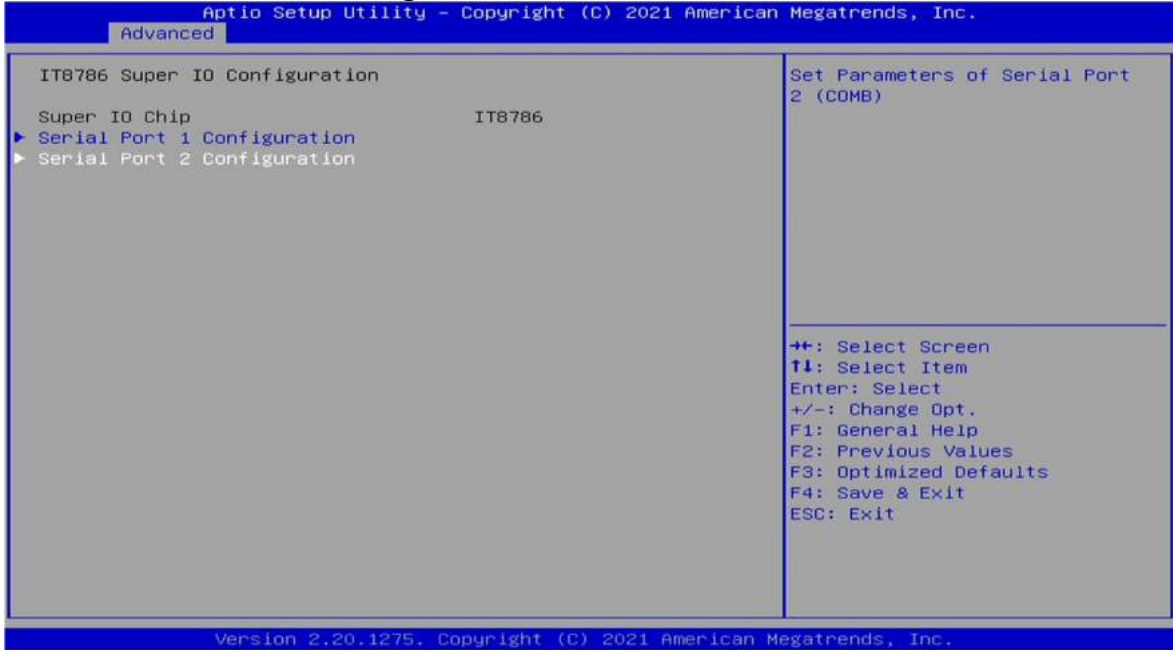 Aptio Setup Utility – Copyright (C) 2021 American Megatrends, Inc.
Advanced
IT8786 Super IO Configuration
Super IO Chip IT8786
▶ Serial Port 1 Configuration
▶ Serial Port 2 Configuration
Set Parameters of Serial Port
2 (COMB)
→←: Select Screen
↑↓: Select Item
Enter: Select
+/-: Change Opt.
F1: General Help
F2: Previous Values
F3: Optimized Defaults
F4: Save & Exit
ESC: Exit
Version 2.20.1275. Copyright (C) 2021 American Megatrends, Inc.